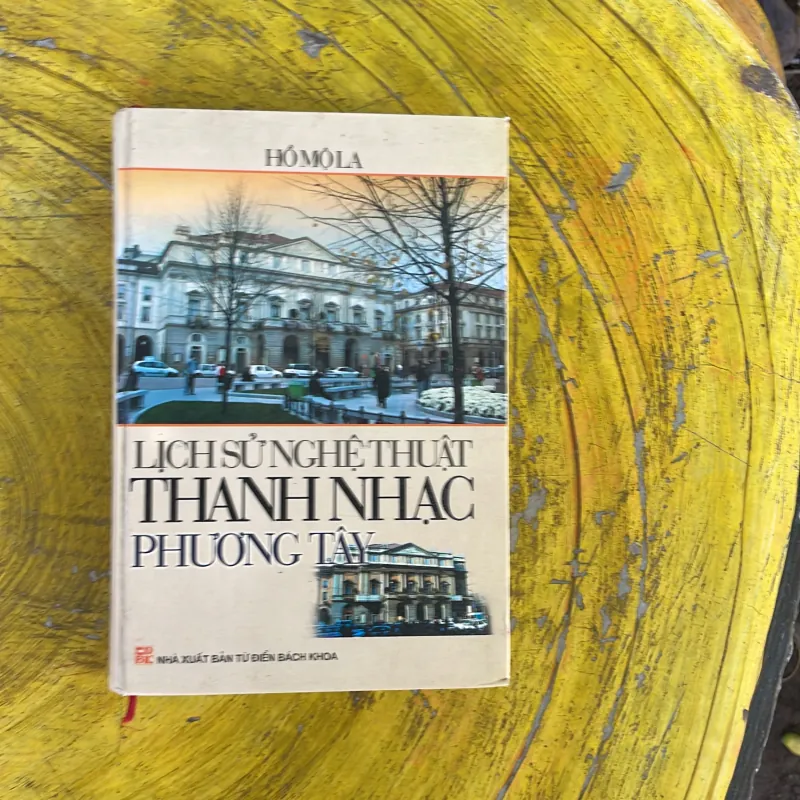 HỒ MỘ LA
LỊCH SỬ NGHỆ THUẬT
THANH NHẠC
PHƯƠNG TÂY
NHÀ XUẤT BẢN TỪ ĐIỂN BÁCH KHOA